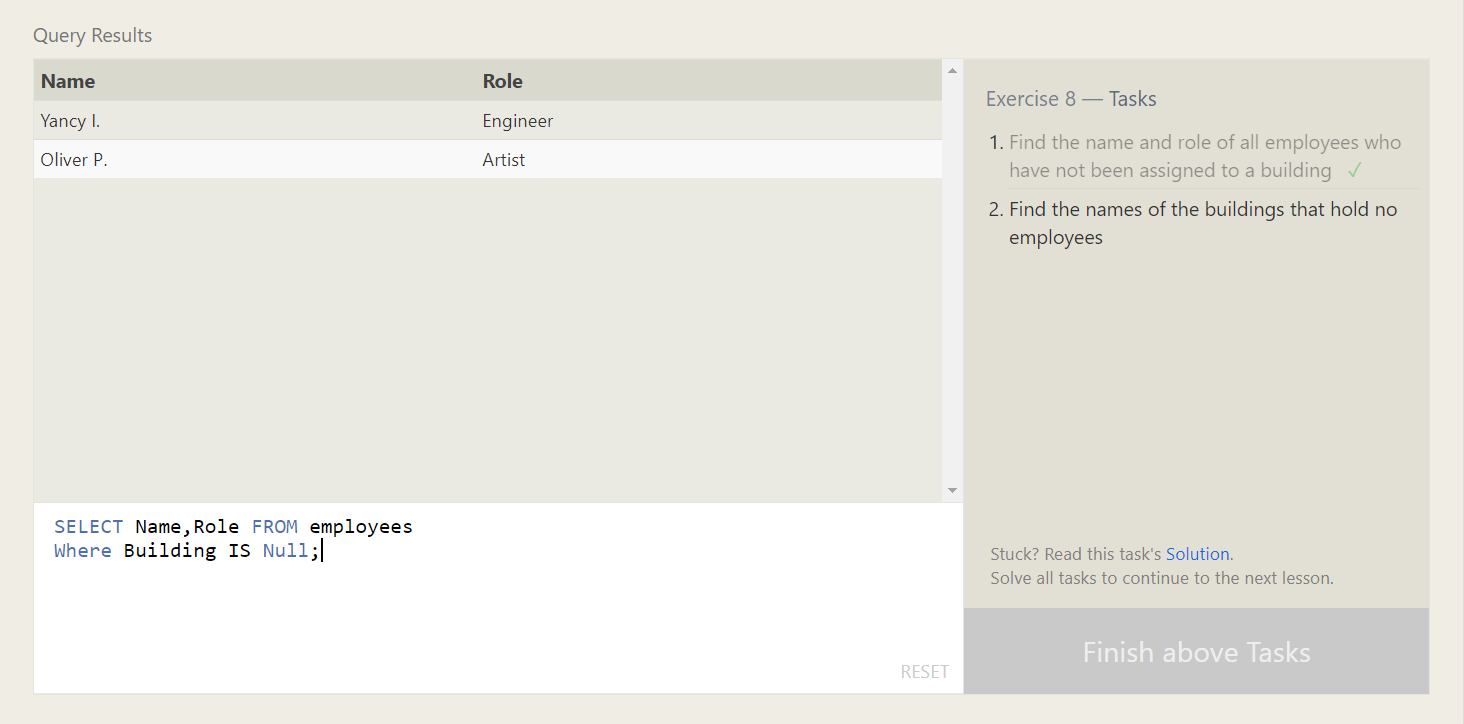 Query Results
Name Role
Yancy I. Engineer
Oliver P. Artist
SELECT Name,Role FROM employees
Where Building IS Null;
RESET
Exercise 8 — Tasks
1. Find the name and role of all employees who
have not been assigned to a building ✓
2. Find the names of the buildings that hold no
employees
Stuck? Read this task's Solution.
Solve all tasks to continue to the next lesson.
Finish above Tasks